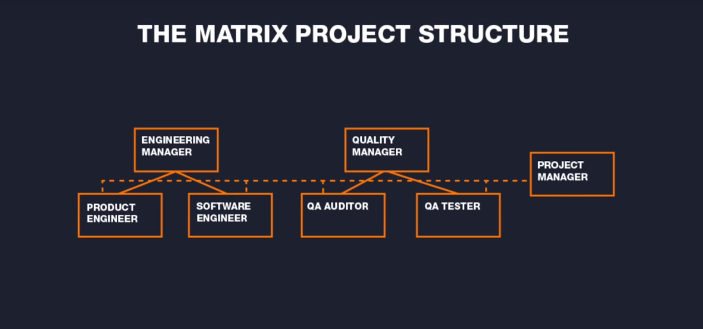 THE MATRIX PROJECT STRUCTURE
ENGINEERING
MANAGER
QUALITY
MANAGER
PROJECT
MANAGER
PRODUCT
ENGINEER
SOFTWARE
ENGINEER
QA AUDITOR
QA TESTER